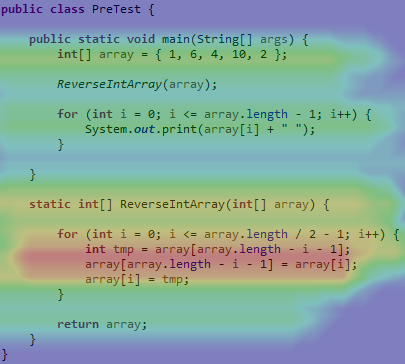 public class PreTest {
public static void main(String[] args) {
int[] array = { 1, 6, 4, 10, 2 };
ReverseIntArray(array);
for (int i = 0; i <= array.length - 1; i++) {
System.out.print(array[i] + " ");
}
}
static int[] ReverseIntArray(int[] array) {
for (int i = 0; i <= array.length / 2 - 1; i++) {
int tmp = array[array.length - i - 1];
array[array.length - i - 1] = array[i];
array[i] = tmp;
}
return array;
}
}